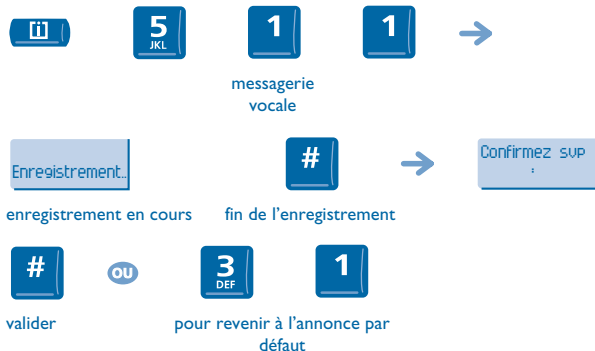 i 5 1 1
JKL
messagerie
vocale
Enregistrement.. # Confirmez svp
:
enregistrement en cours fin de l'enregistrement
# ou 3 1
DEF
valider pour revenir à l'annonce par
défaut